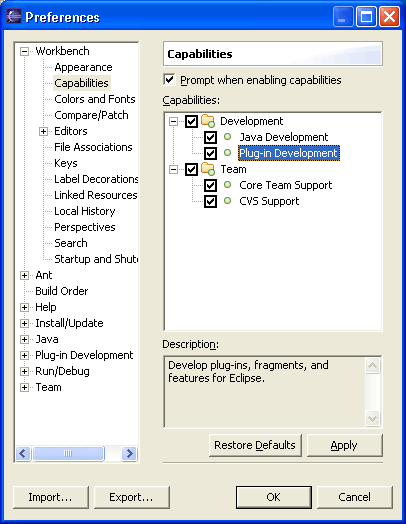 Preferences
Workbench
Appearance
Capabilities
Colors and Fonts
Compare/Patch
Editors
File Associations
Keys
Label Decorations
Linked Resources
Local History
Perspectives
Search
Startup and Shut
Ant
Build Order
Help
Install/Update
Java
Plug-in Development
Run/Debug
Team
Capabilities
Prompt when enabling capabilities
Capabilities:
Development
Java Development
Plug-in Development
Team
Core Team Support
CVS Support
Description:
Develop plug-ins, fragments, and
features for Eclipse.
Restore Defaults
Apply
Import...
Export...
OK
Cancel